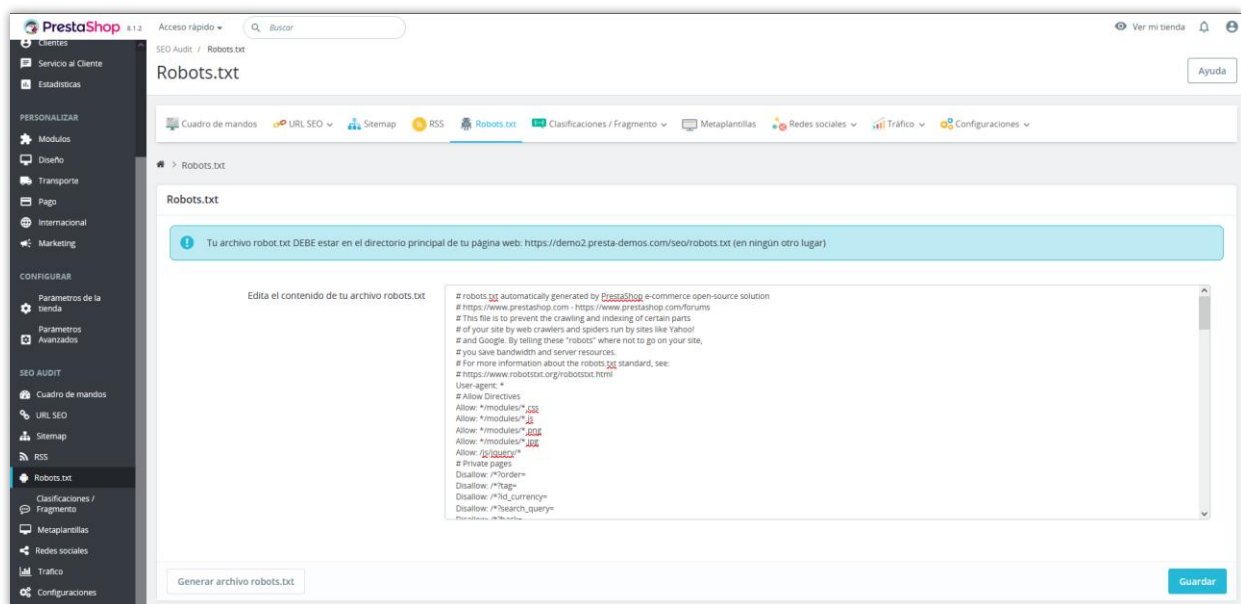 PrestaShop 8.1.2
Acceso rápido
Buscar
Ver mi tienda
Clientes
Servicio al Cliente
Estadísticas
PERSONALIZAR
Modulos
Diseño
Transporte
Pago
Internacional
Marketing
CONFIGURAR
Parametros de la
tienda
Parametros
Avanzados
SEO AUDIT
Cuadro de mandos
URL SEO
Sitemap
RSS
Robots.txt
Clasificaciones /
Fragmento
Metaplantillas
Redes sociales
Trafico
Configuraciones
SEO Audit / Robots.txt
Robots.txt
Ayuda
Cuadro de mandos URL SEO Sitemap RSS Robots.txt Clasificaciones / Fragmento Metaplantillas Redes sociales Tráfico Configuraciones
> Robots.txt
Robots.txt
Tu archivo robot.txt DEBE estar en el directorio principal de tu página web: https://demo2.presta-demos.com/seo/robots.txt (en ningún otro lugar)
Edita el contenido de tu archivo robots.txt
# robots.txt automatically generated by PrestaShop e-commerce open-source solution
# https://www.prestashop.com - https://www.prestashop.com/forums
# This file is to prevent the crawling and indexing of certain parts
# of your site by web crawlers and spiders run by sites like Yahoo!
# and Google. By telling these "robots" where not to go on your site,
# you save bandwidth and server resources.
# For more information about the robots.txt standard, see:
# https://www.robotstxt.org/robotstxt.html
User-agent: *
# Allow Directives
Allow: */modules/*.css
Allow: */modules/*.js
Allow: */modules/*.png
Allow: */modules/*.jpg
Allow: /js/jquery/*
# Private pages
Disallow: /*?order=
Disallow: /*?tag=
Disallow: /*?id_currency=
Disallow: /*?search_query=
Disallow: /*?back=
Generar archivo robots.txt
Guardar